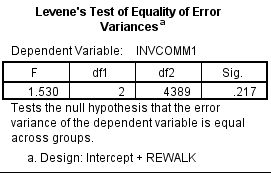 Levene's Test of Equality of Error
Variances a
Dependent Variable: INVCOMM1
F df1 df2 Sig.
1.530 2 4389 .217
Tests the null hypothesis that the error
variance of the dependent variable is equal
across groups.
a. Design: Intercept + REWALK